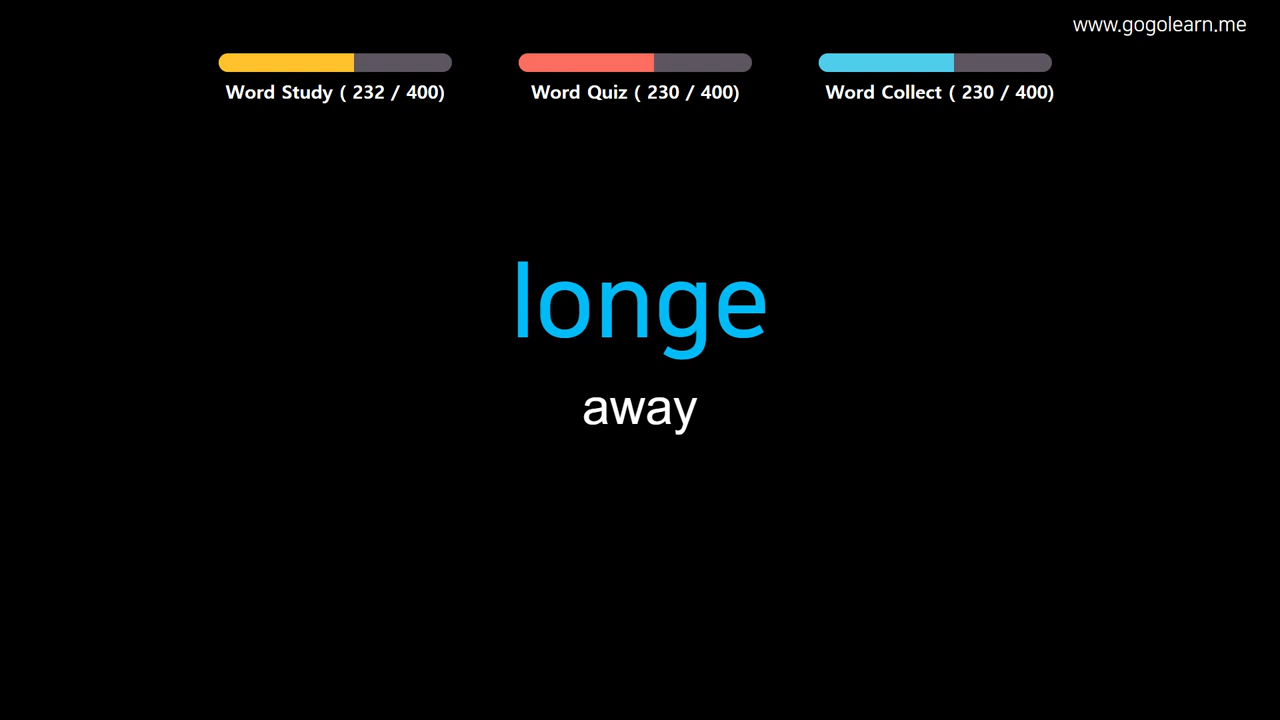 www.gogolearn.me
Word Study ( 232 / 400)
Word Quiz ( 230 / 400)
Word Collect ( 230 / 400)
longe
away